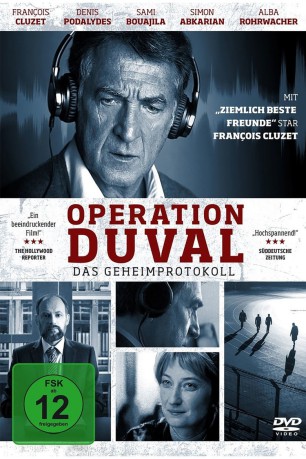 FRANÇOIS CLUZET
DENIS PODALYDES
SAMI BOUAJILA
SIMON ABKARIAN
ALBA ROHRWACHER
MIT
„ZIEMLICH BESTE
FREUNDE“ STAR
FRANÇOIS CLUZET
„Ein
beeindruckender
Film!“
★★★
THE HOLLYWOOD
REPORTER
OPERATION
DUVAL
DAS GEHEIMPROTOKOLL
„Hochspannend!“
★★★
SÜDDEUTSCHE
ZEITUNG
FSK
ab
12
freigegeben
DVD
VIDEO